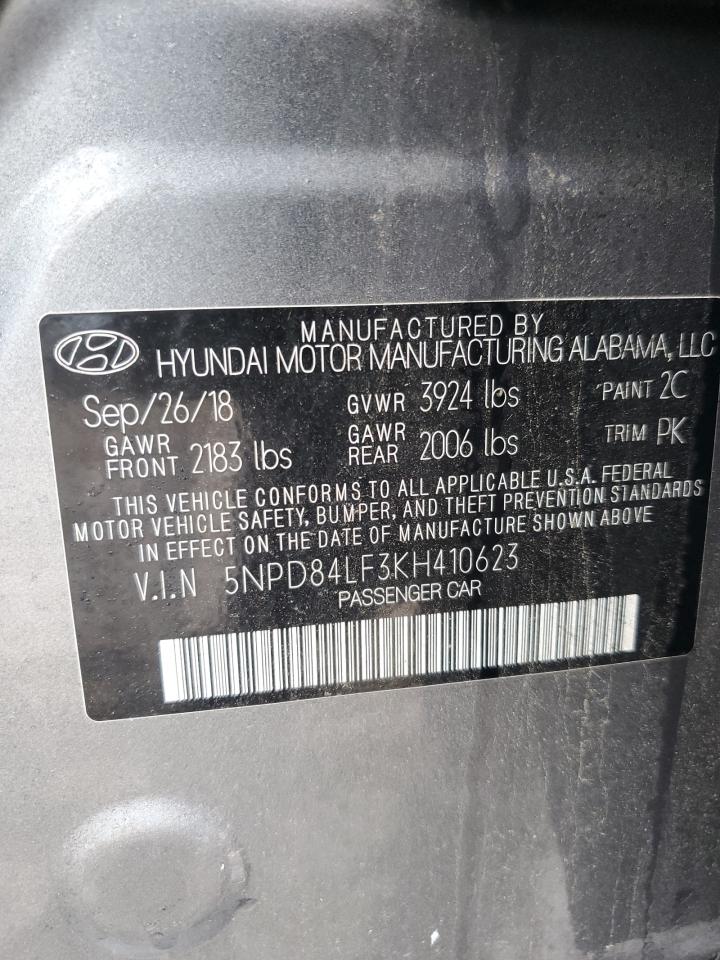 MANUFACTURED BY
HYUNDAI MOTOR MANUFACTURING ALABAMA, LLC
Sep/26/18 GVWR 3924 lbs PAINT 2C
GAWR FRONT 2183 lbs GAWR REAR 2006 lbs TRIM PK
THIS VEHICLE CONFORMS TO ALL APPLICABLE U.S.A. FEDERAL
MOTOR VEHICLE SAFETY, BUMPER, AND THEFT PREVENTION STANDARDS
IN EFFECT ON THE DATE OF MANUFACTURE SHOWN ABOVE
V.I.N 5NPD84LF3KH410623
PASSENGER CAR